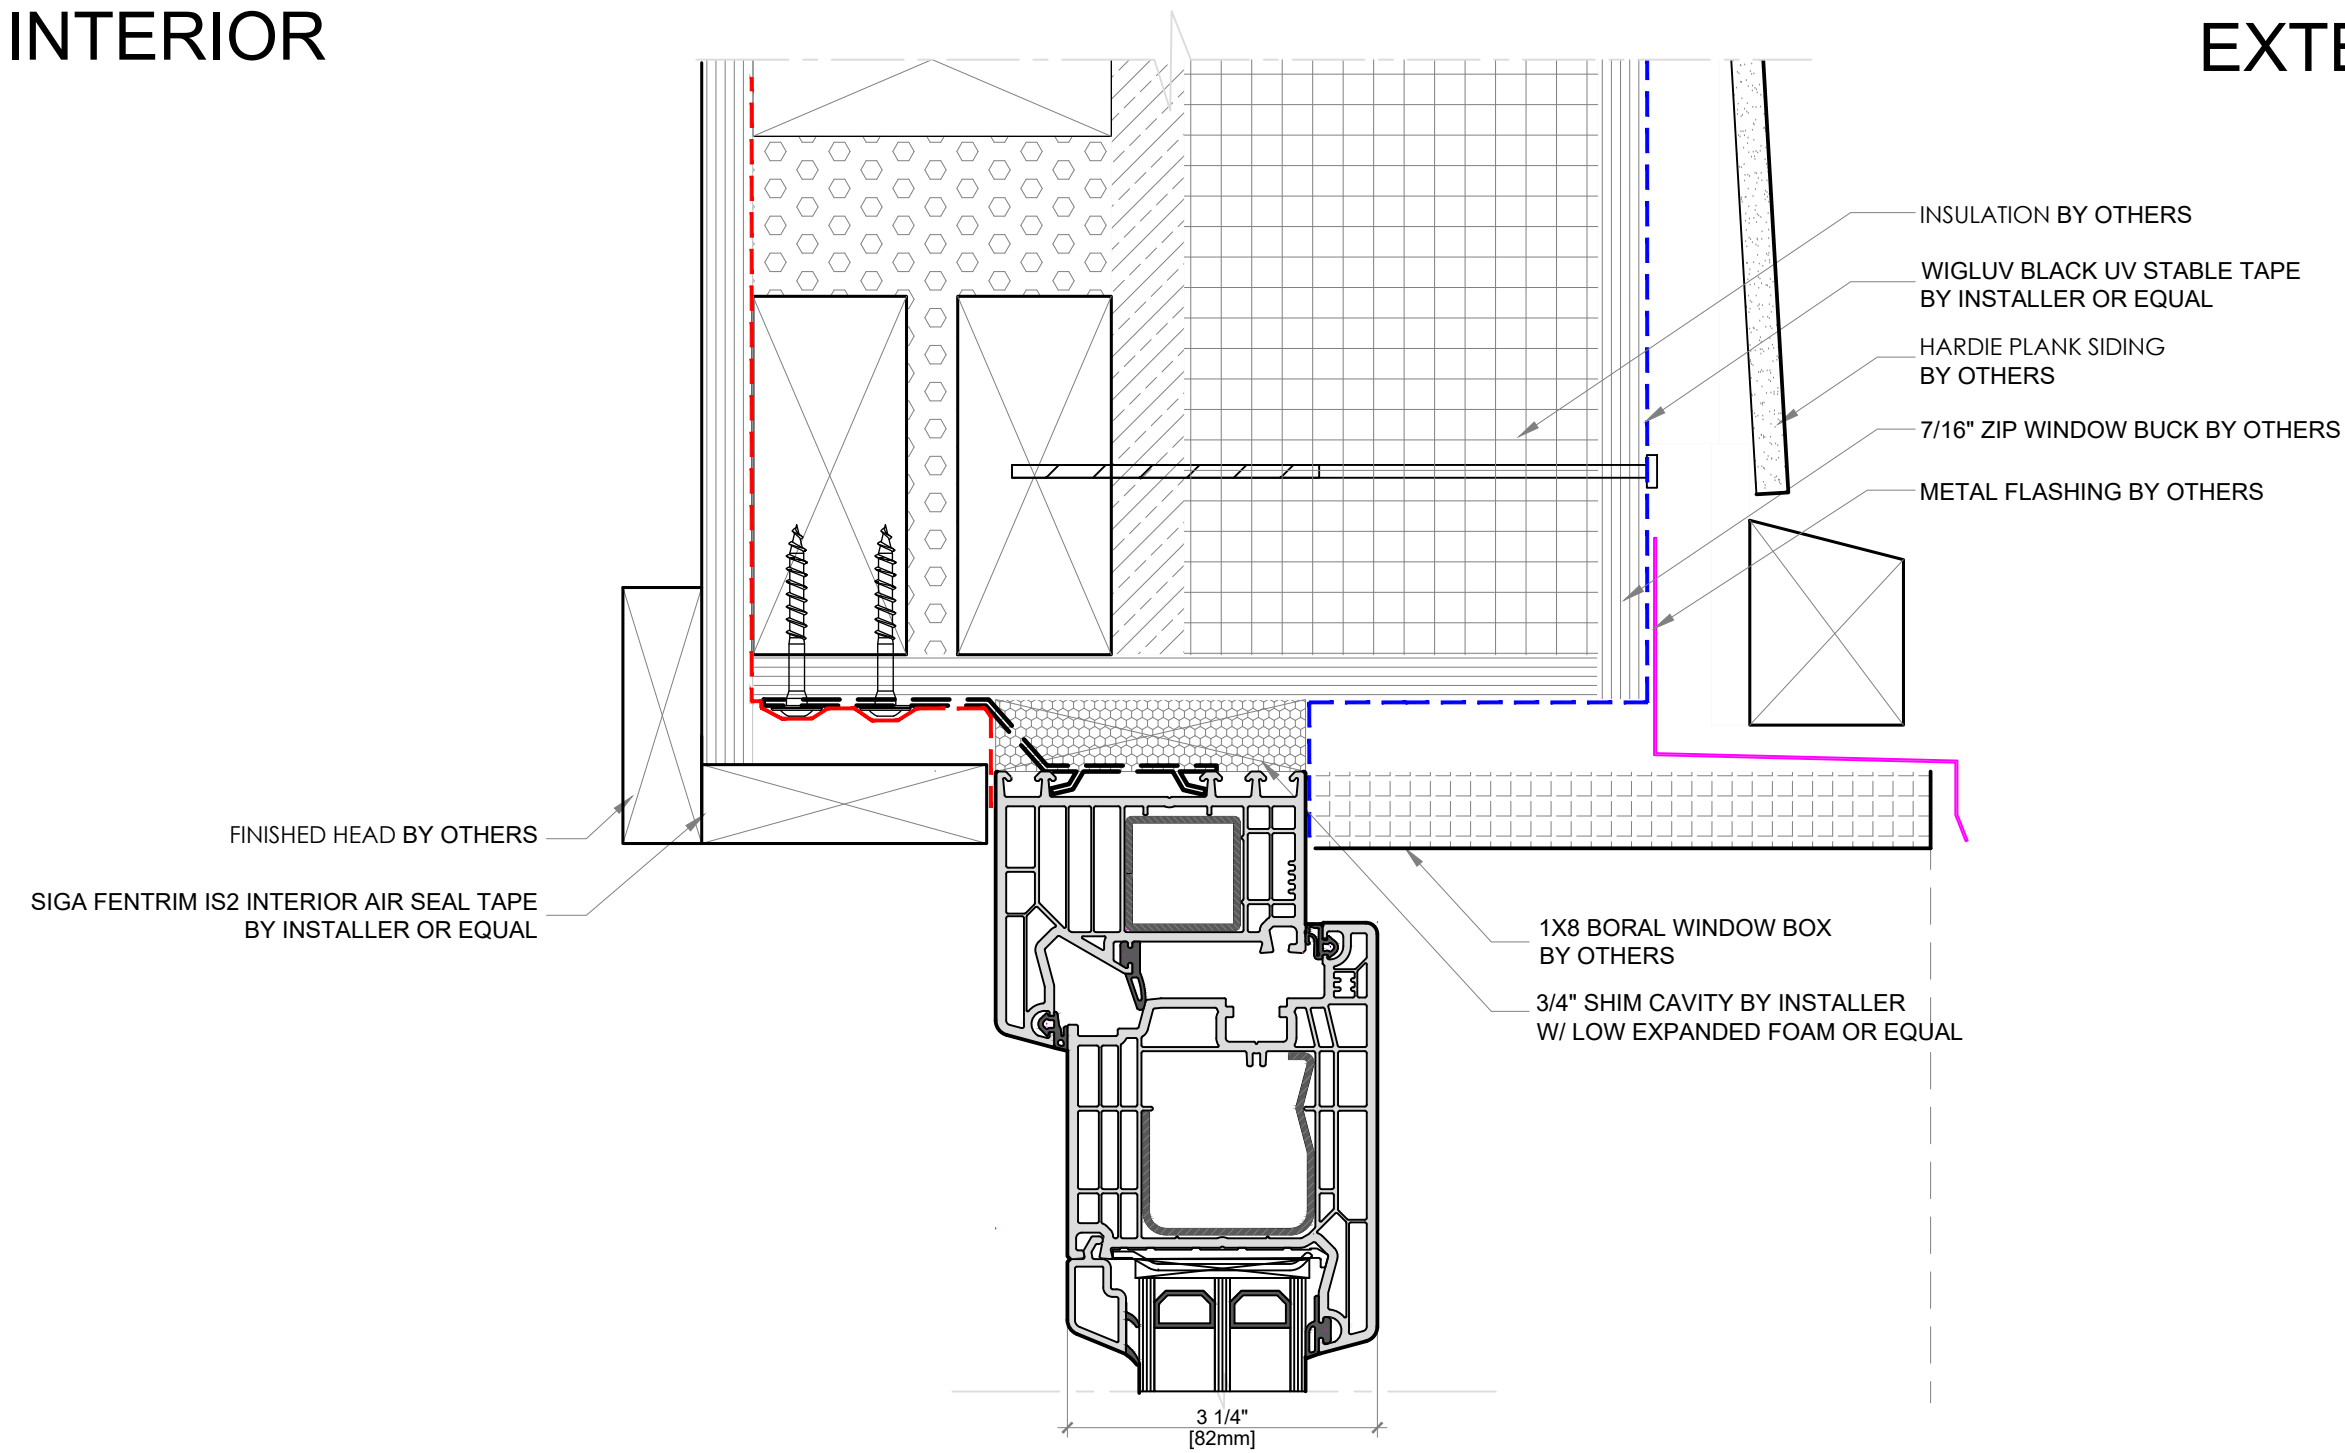 INTERIOR
EXTE
INSULATION BY OTHERS
WIGLUV BLACK UV STABLE TAPE
BY INSTALLER OR EQUAL
HARDIE PLANK SIDING
BY OTHERS
7/16" ZIP WINDOW BUCK BY OTHERS
METAL FLASHING BY OTHERS
FINISHED HEAD BY OTHERS
SIGA FENTRIM IS2 INTERIOR AIR SEAL TAPE
BY INSTALLER OR EQUAL
1X8 BORAL WINDOW BOX
BY OTHERS
3/4" SHIM CAVITY BY INSTALLER
W/ LOW EXPANDED FOAM OR EQUAL
3 1/4"
[82mm]